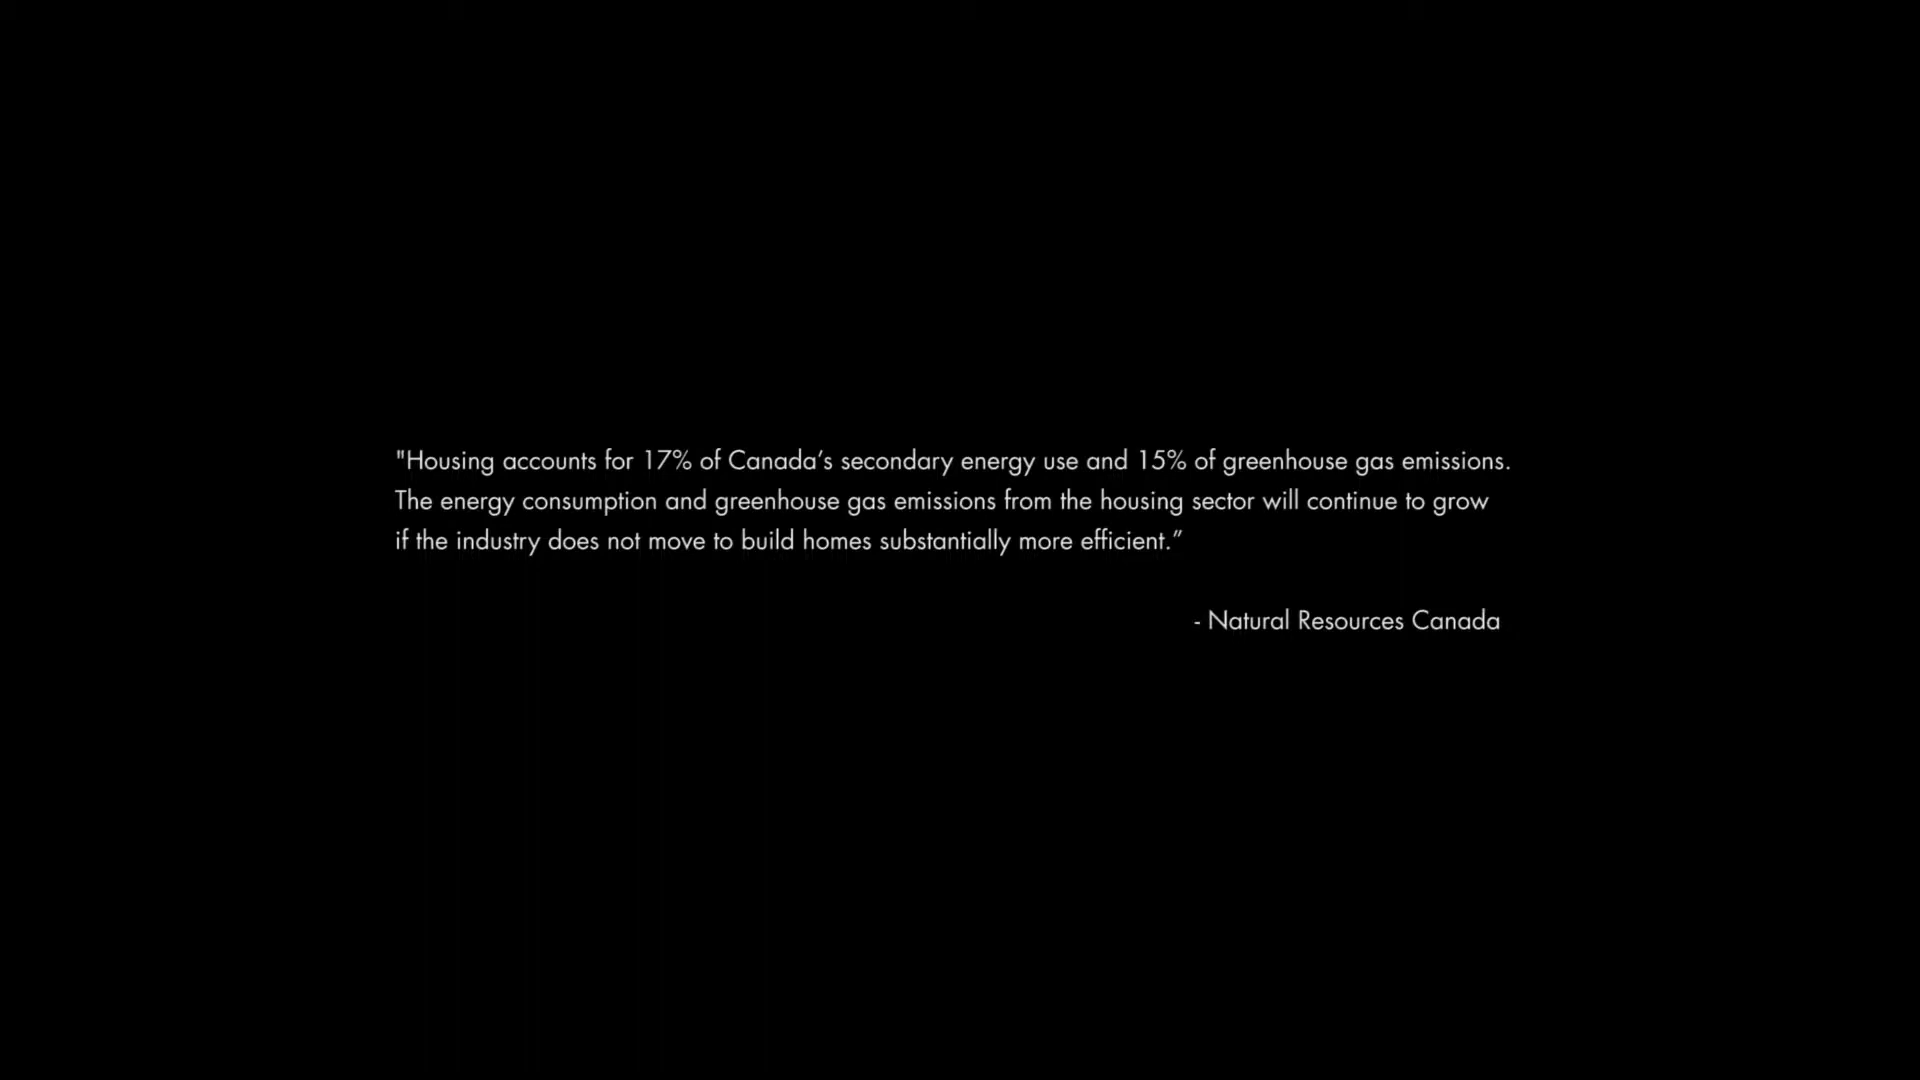 "Housing accounts for 17% of Canada’s secondary energy use and 15% of greenhouse gas emissions.
The energy consumption and greenhouse gas emissions from the housing sector will continue to grow
if the industry does not move to build homes substantially more efficient.”
- Natural Resources Canada